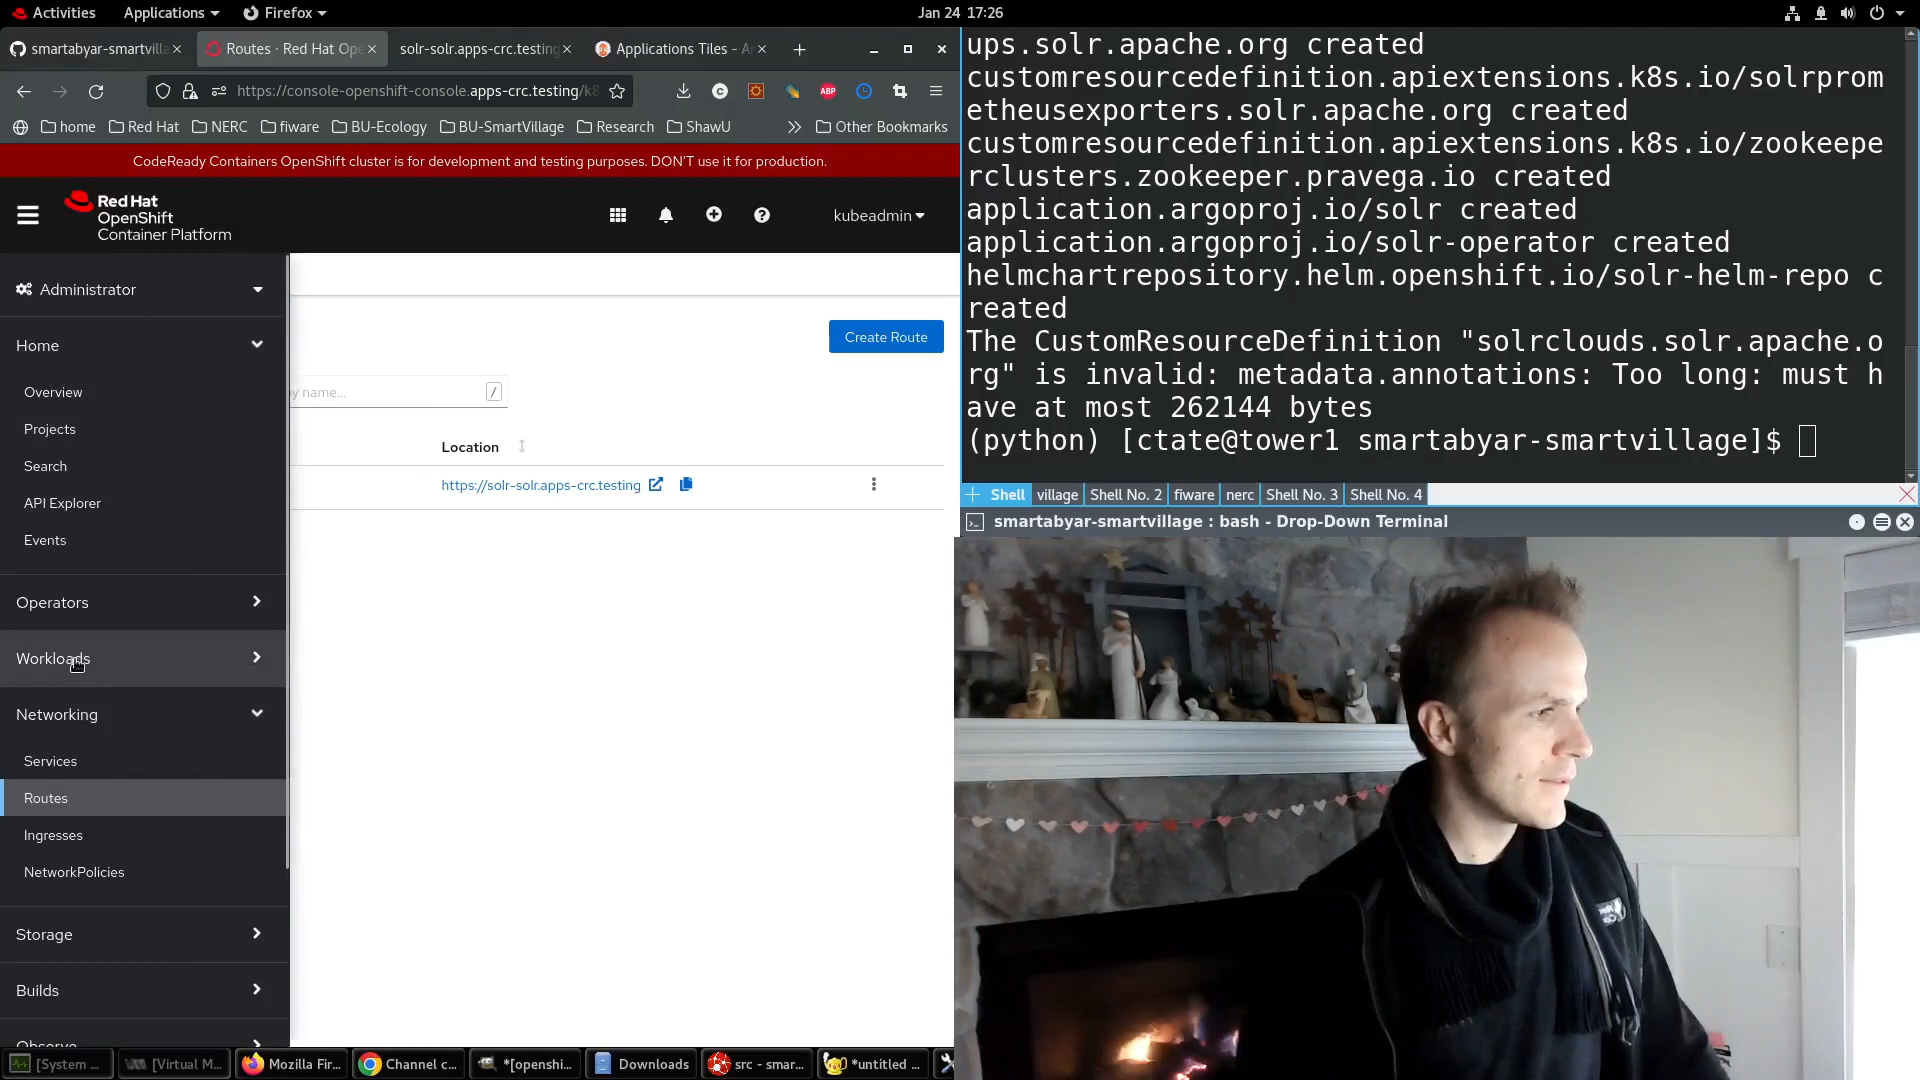 Activities
Applications
Firefox
Jan 24 17:26
smartabyar-smartvilla
Routes · Red Hat Ope
solr-solr.apps-crc.testing
Applications Tiles - Ar
https://console-openshift-console.apps-crc.testing/k8
ABP
home
Red Hat
NERC
fiware
BU-Ecology
BU-SmartVillage
Research
ShawU
Other Bookmarks
CodeReady Containers OpenShift cluster is for development and testing purposes. DON'T use it for production.
Red Hat
OpenShift
Container Platform
kubeadmin
Administrator
Home
Overview
Projects
Search
API Explorer
Events
Operators
Workloads
Networking
Services
Routes
Ingresses
NetworkPolicies
Storage
Builds
Observe
Create Route
by name...
/
Location
https://solr-solr.apps-crc.testing
ups.solr.apache.org created
customresourcedefinition.apiextensions.k8s.io/solrprom
etheusexporters.solr.apache.org created
customresourcedefinition.apiextensions.k8s.io/zookeepe
rclusters.zookeeper.pravega.io created
application.argoproj.io/solr created
application.argoproj.io/solr-operator created
helmchartrepository.helm.openshift.io/solr-helm-repo c
reated
The CustomResourceDefinition "solrclouds.solr.apache.o
rg" is invalid: metadata.annotations: Too long: must h
ave at most 262144 bytes
(python) [ctate@tower1 smartabyar-smartvillage]$
Shell
village
Shell No. 2
fiware
nerc
Shell No. 3
Shell No. 4
smartabyar-smartvillage : bash - Drop-Down Terminal
[System ...
[Virtual M...
Mozilla Fir...
Channel c...
*[openshi...
Downloads
src - smar...
*untitled ...